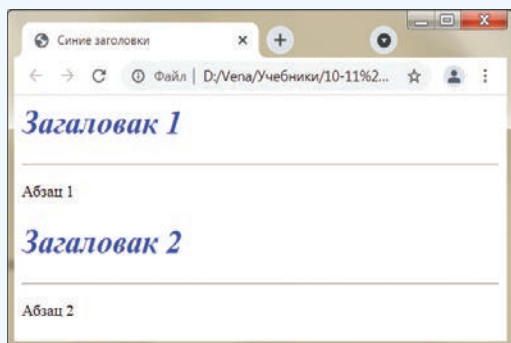 Синие заголовки
Файл | D:/Vena/Учебники/10-11%2...
Загаловак 1
Абзац 1
Загаловак 2
Абзац 2